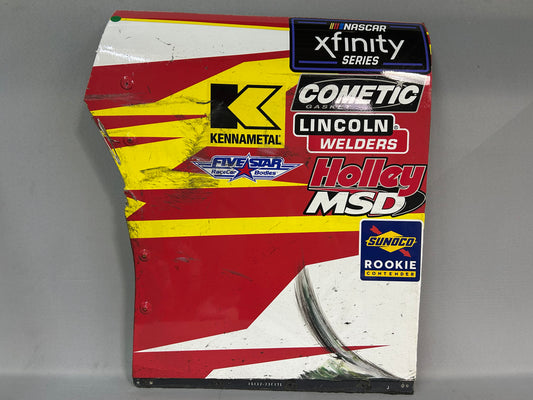 NASCAR
xfinity
SERIES
COMETIC
GASKET
KENNAMETAL
LINCOLN
WELDERS
FIVE STAR
RaceCar Bodies
Holley
MSD
SUNOCO
ROOKIE
CONTENDER